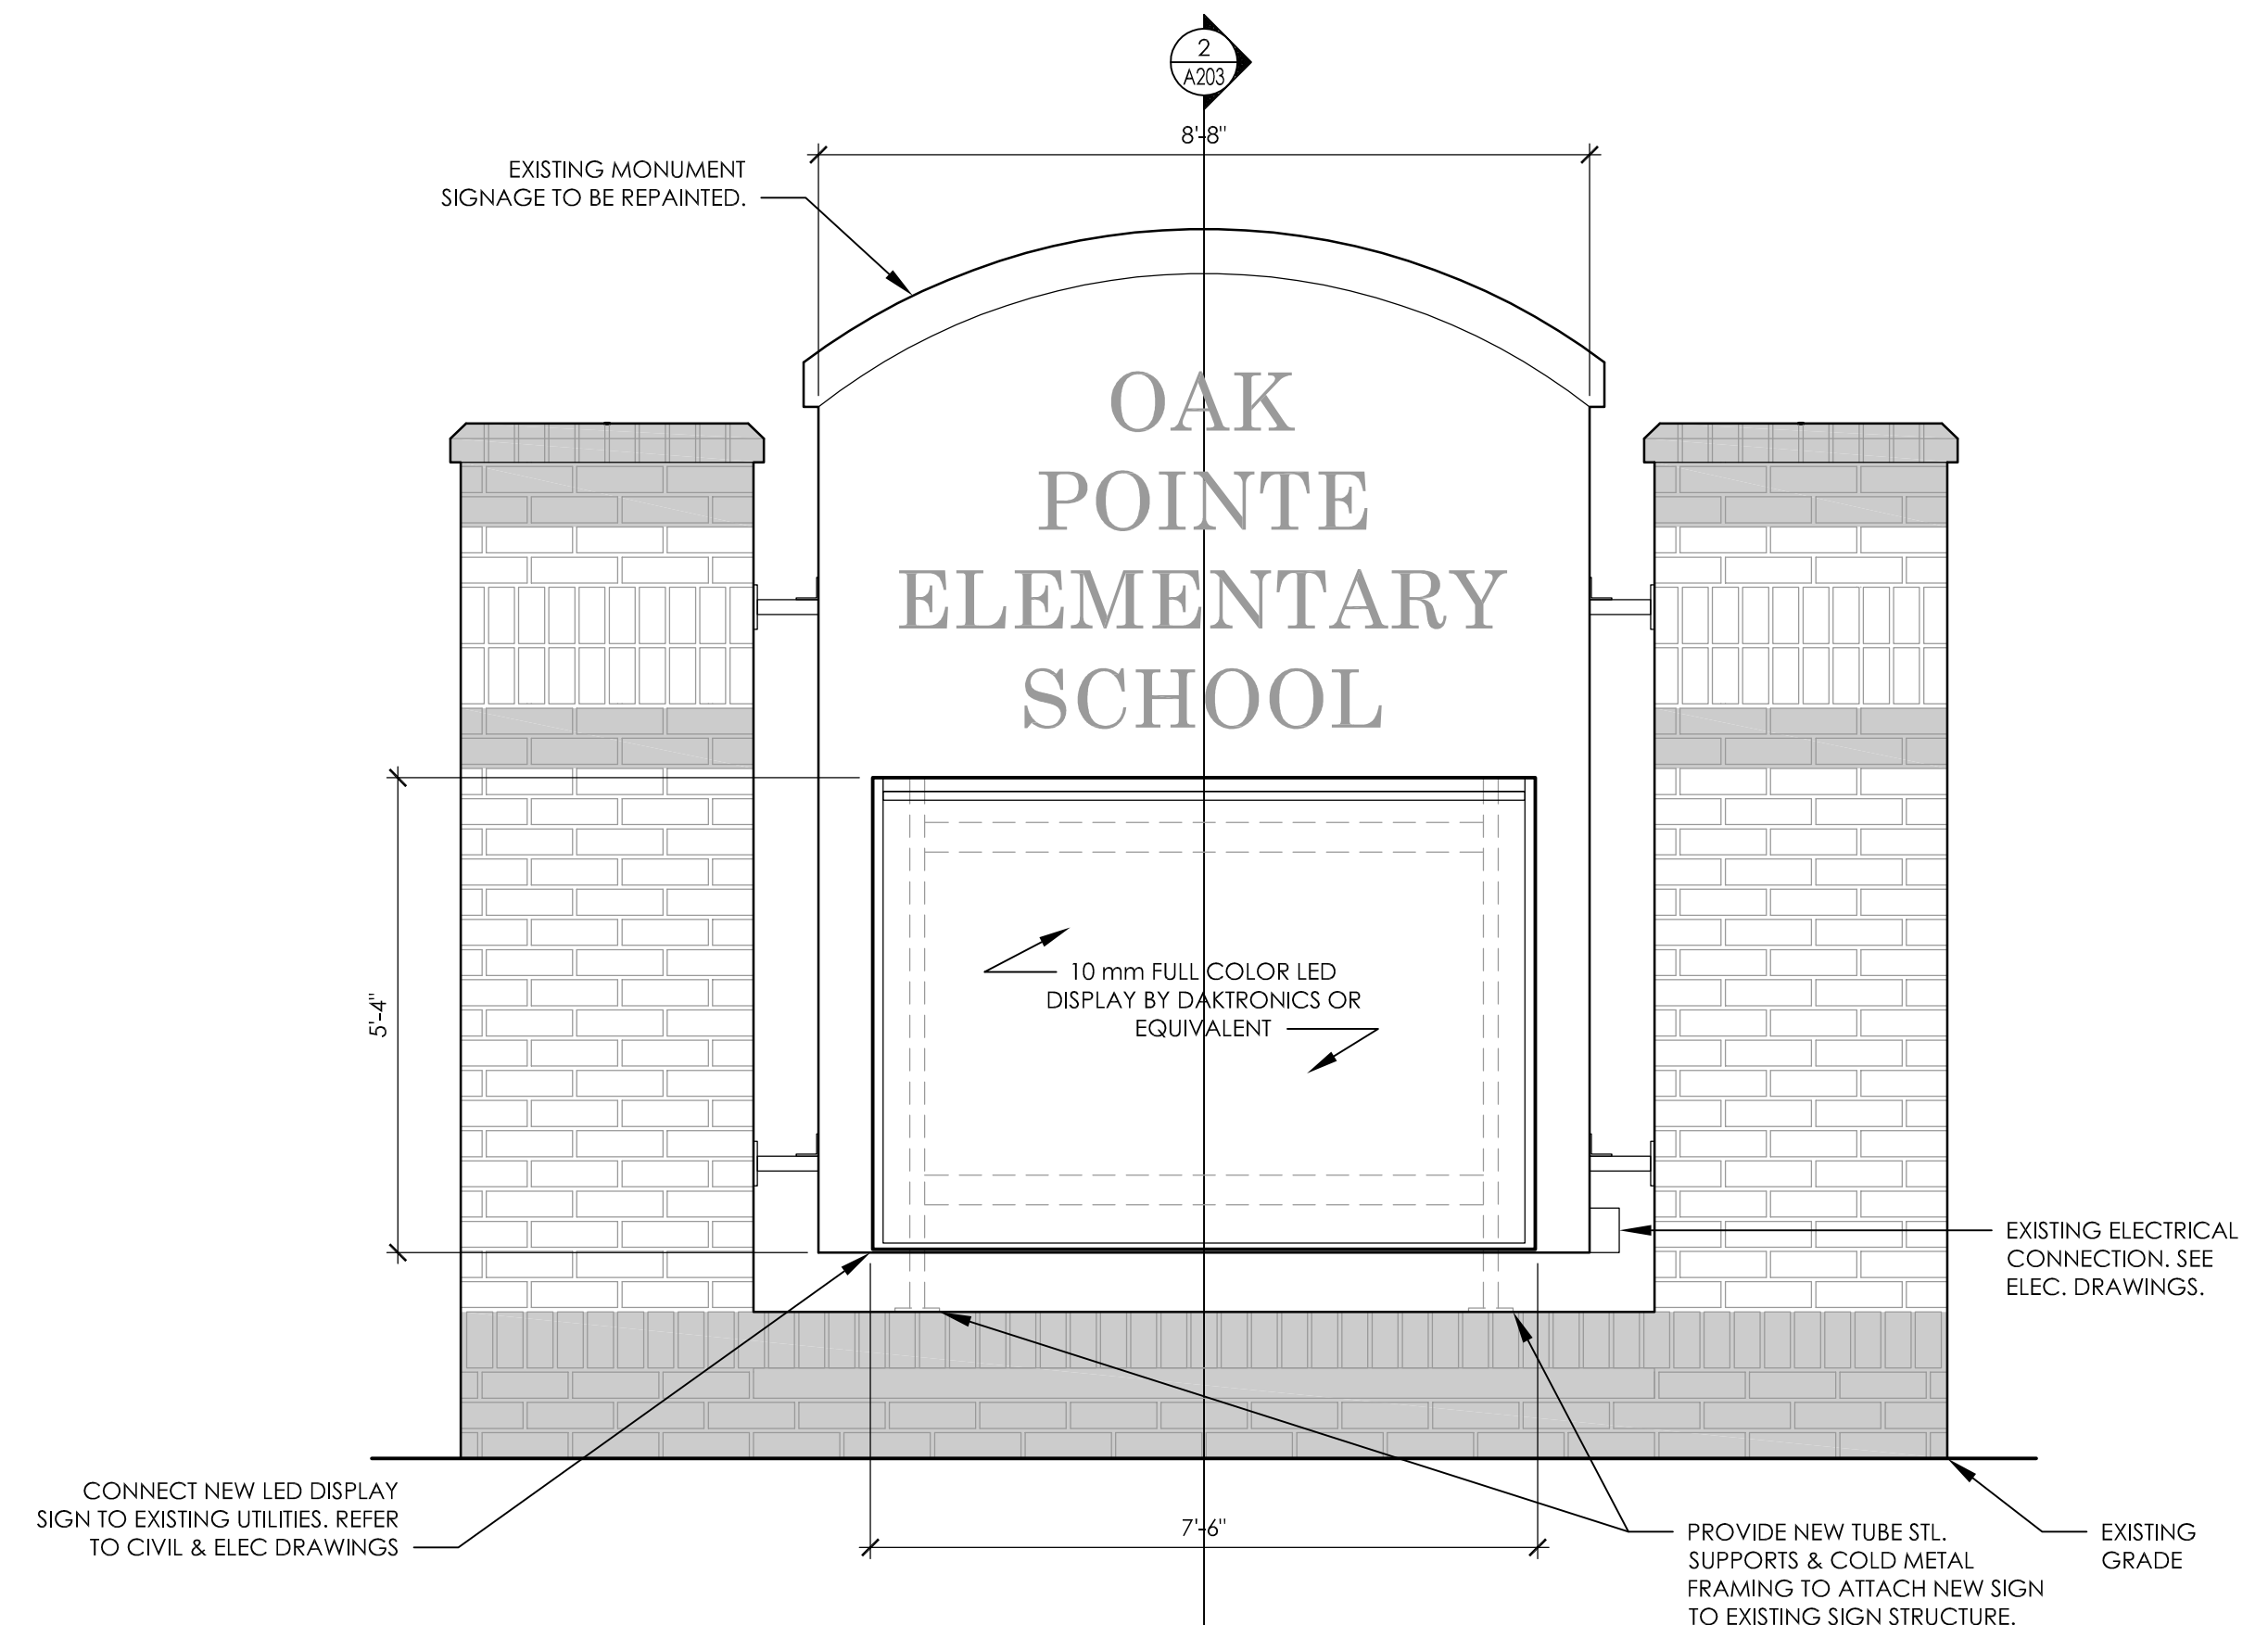 2
A203
8'-8"
EXISTING MONUMENT
SIGNAGE TO BE REPAINTED.
OAK
POINTE
ELEMENTARY
SCHOOL
10 mm FULL COLOR LED
DISPLAY BY DAKTRONICS OR
EQUIVALENT
5'-4"
EXISTING ELECTRICAL
CONNECTION. SEE
ELEC. DRAWINGS.
CONNECT NEW LED DISPLAY
SIGN TO EXISTING UTILITIES. REFER
TO CIVIL & ELEC DRAWINGS
7'-6"
PROVIDE NEW TUBE STL.
SUPPORTS & COLD METAL
FRAMING TO ATTACH NEW SIGN
TO EXISTING SIGN STRUCTURE.
EXISTING
GRADE